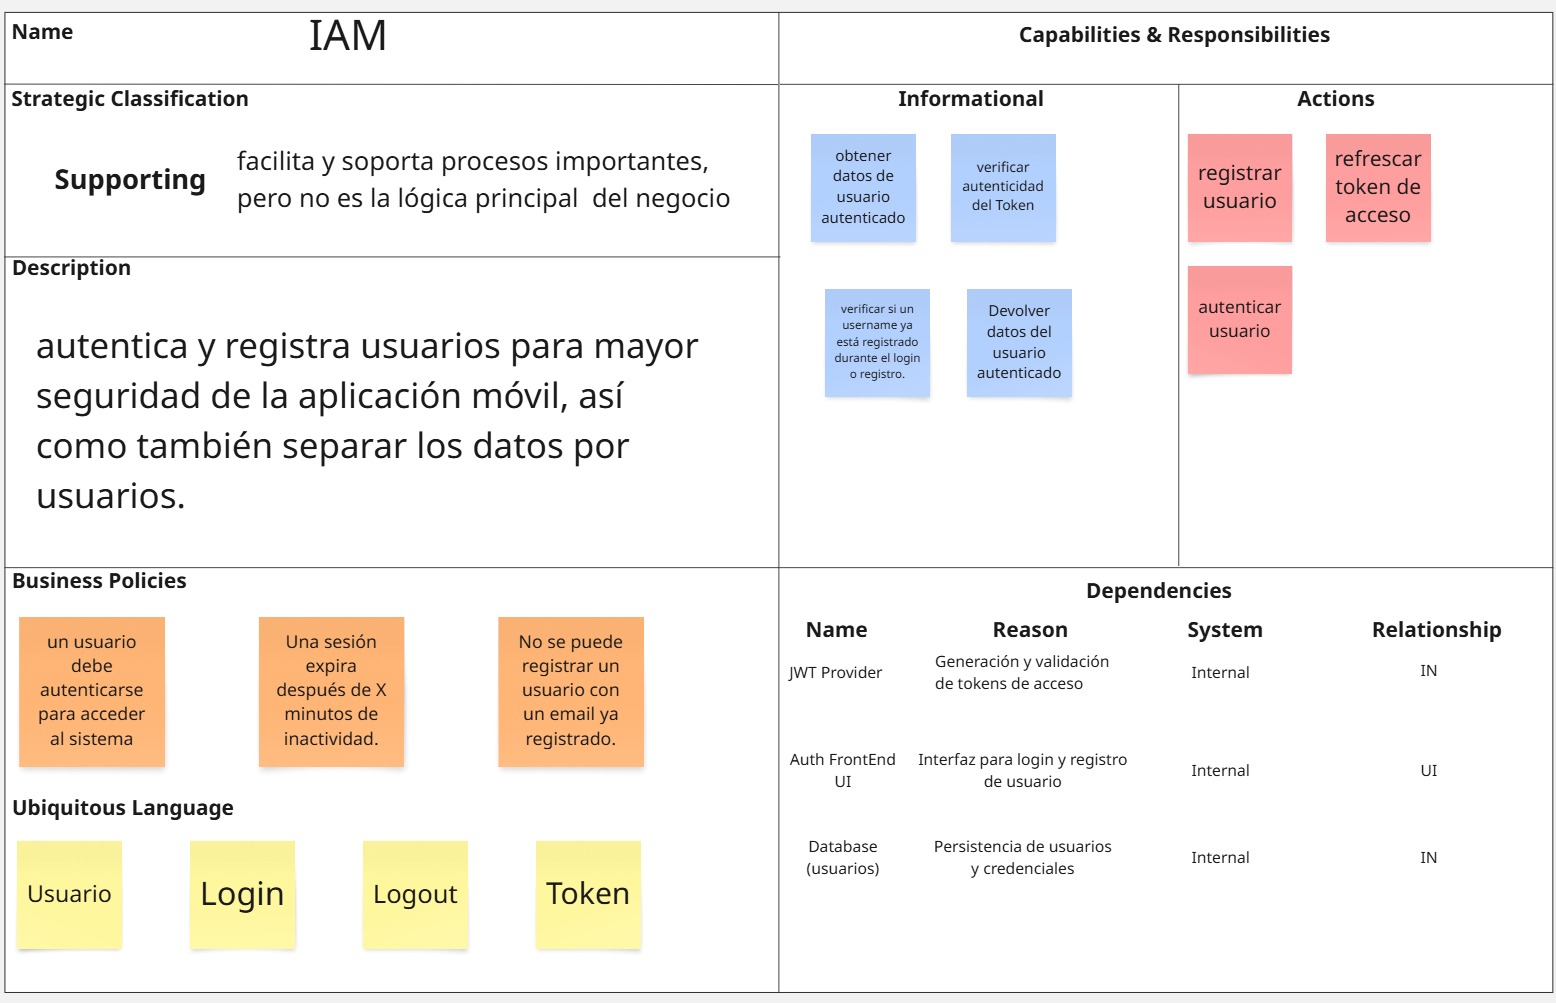 Name
IAM
Strategic Classification
Supporting
facilita y soporta procesos importantes,
pero no es la lógica principal  del negocio
Description
autentica y registra usuarios para mayor
seguridad de la aplicación móvil, así
como también separar los datos por
usuarios.
Capabilities & Responsibilities
Informational
obtener
datos de
usuario
autenticado
verificar
autenticidad
del Token
verificar si un
username ya
está registrado
durante el login
o registro.
Devolver
datos del
usuario
autenticado
Actions
registrar
usuario
refrescar
token de
acceso
autenticar
usuario
Business Policies
un usuario
debe
autenticarse
para acceder
al sistema
Una sesión
expira
después de X
minutos de
inactividad.
No se puede
registrar un
usuario con
un email ya
registrado.
Ubiquitous Language
Usuario
Login
Logout
Token
Dependencies
Name
Reason
System
Relationship
JWT Provider
Generación y validación
de tokens de acceso
Internal
IN
Auth FrontEnd
UI
Interfaz para login y registro
de usuario
Internal
UI
Database
(usuarios)
Persistencia de usuarios
y credenciales
Internal
IN